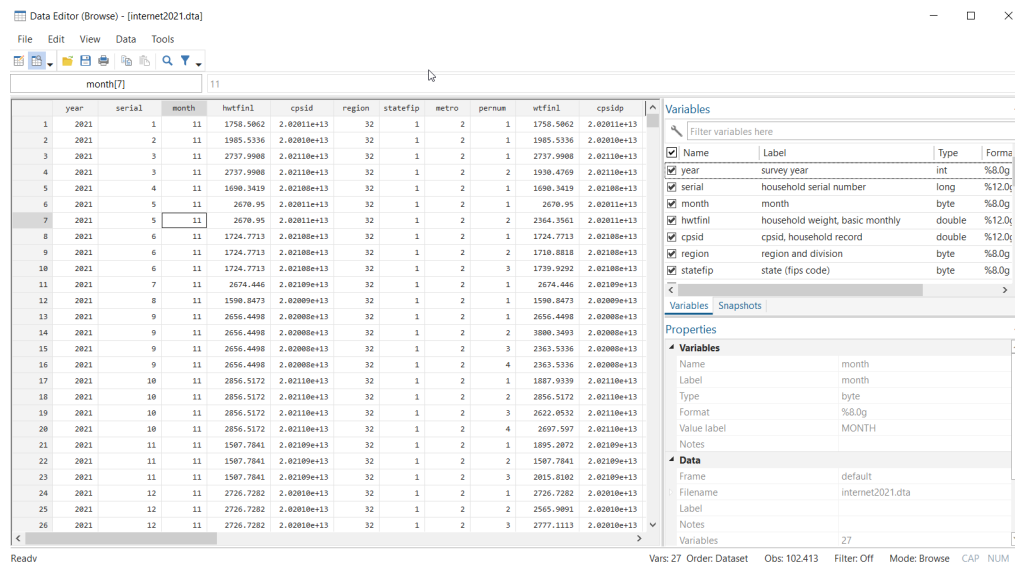 Data Editor (Browse) - [internet2021.dta]
File Edit View Data Tools
month[7] 11
year serial month hwtfinl cpsid region statefip metro pernum wtfinl cpsidp
1 2021 1 11 1758.5062 2.02011e+13 32 1 2 1 1758.5062 2.02011e+13
2 2021 2 11 1985.5336 2.02010e+13 32 1 2 1 1985.5336 2.02010e+13
3 2021 3 11 2737.9908 2.02110e+13 32 1 2 1 2737.9908 2.02110e+13
4 2021 3 11 2737.9908 2.02110e+13 32 1 2 2 1930.4769 2.02110e+13
5 2021 4 11 1690.3419 2.02108e+13 32 1 2 1 1690.3419 2.02108e+13
6 2021 5 11 2670.95 2.02011e+13 32 1 2 1 2670.95 2.02011e+13
7 2021 5 11 2670.95 2.02011e+13 32 1 2 2 2364.3561 2.02011e+13
8 2021 6 11 1724.7713 2.02108e+13 32 1 2 1 1724.7713 2.02108e+13
9 2021 6 11 1724.7713 2.02108e+13 32 1 2 2 1710.8818 2.02108e+13
10 2021 6 11 1724.7713 2.02108e+13 32 1 2 3 1739.9292 2.02108e+13
11 2021 7 11 2674.446 2.02109e+13 32 1 2 1 2674.446 2.02109e+13
12 2021 8 11 1590.8473 2.02009e+13 32 1 2 1 1590.8473 2.02009e+13
13 2021 9 11 2656.4498 2.02008e+13 32 1 2 1 2656.4498 2.02008e+13
14 2021 9 11 2656.4498 2.02008e+13 32 1 2 2 3800.3493 2.02008e+13
15 2021 9 11 2656.4498 2.02008e+13 32 1 2 3 2363.5336 2.02008e+13
16 2021 9 11 2656.4498 2.02008e+13 32 1 2 4 2363.5336 2.02008e+13
17 2021 10 11 2856.5172 2.02110e+13 32 1 2 1 1887.9339 2.02110e+13
18 2021 10 11 2856.5172 2.02110e+13 32 1 2 2 2856.5172 2.02110e+13
19 2021 10 11 2856.5172 2.02110e+13 32 1 2 3 2622.0532 2.02110e+13
20 2021 10 11 2856.5172 2.02110e+13 32 1 2 4 2697.597 2.02110e+13
21 2021 11 11 1507.7841 2.02109e+13 32 1 2 1 1895.2072 2.02109e+13
22 2021 11 11 1507.7841 2.02109e+13 32 1 2 2 1507.7841 2.02109e+13
23 2021 11 11 1507.7841 2.02109e+13 32 1 2 3 2015.8102 2.02109e+13
24 2021 12 11 2726.7282 2.02010e+13 32 1 2 1 2726.7282 2.02010e+13
25 2021 12 11 2726.7282 2.02010e+13 32 1 2 2 2565.9091 2.02010e+13
26 2021 12 11 2726.7282 2.02010e+13 32 1 2 3 2777.1113 2.02010e+13
Variables
Filter variables here
Name Label Type Forma
year survey year int %8.0g
serial household serial number long %12.0g
month month byte %8.0g
hwtfinl household weight, basic monthly double %12.0g
cpsid cpsid, household record double %12.0g
region region and division byte %8.0g
statefip state (fips code) byte %8.0g
Variables Snapshots
Properties
Variables
Name month
Label month
Type byte
Format %8.0g
Value label MONTH
Notes
Data
Frame default
Filename internet2021.dta
Label
Notes
Variables 27
Ready Vars: 27 Order: Dataset Obs: 102.413 Filter: Off Mode: Browse CAP NUM